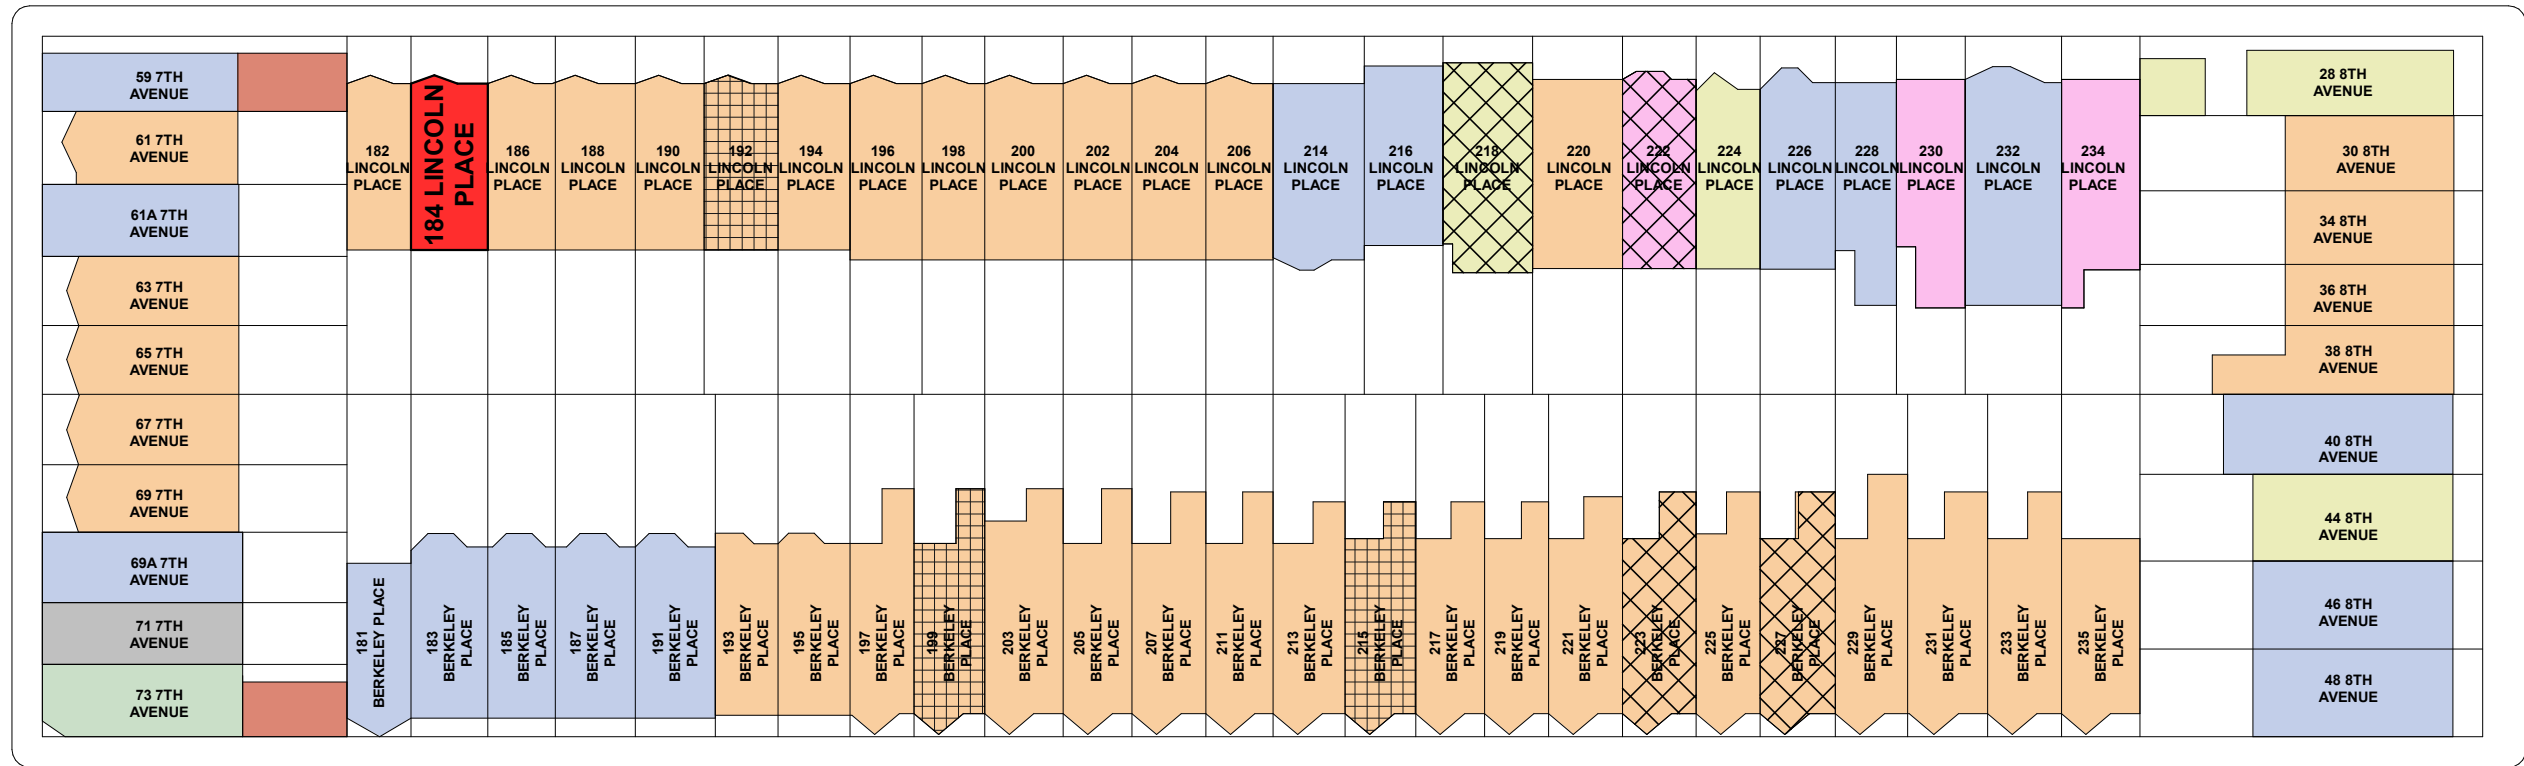 59 7TH
AVENUE
61 7TH
AVENUE
61A 7TH
AVENUE
63 7TH
AVENUE
65 7TH
AVENUE
67 7TH
AVENUE
69 7TH
AVENUE
69A 7TH
AVENUE
71 7TH
AVENUE
73 7TH
AVENUE
182
LINCOLN
PLACE
184 LINCOLN
PLACE
186
LINCOLN
PLACE
188
LINCOLN
PLACE
190
LINCOLN
PLACE
192
LINCOLN
PLACE
194
LINCOLN
PLACE
196
LINCOLN
PLACE
198
LINCOLN
PLACE
200
LINCOLN
PLACE
202
LINCOLN
PLACE
204
LINCOLN
PLACE
206
LINCOLN
PLACE
214
LINCOLN
PLACE
216
LINCOLN
PLACE
218
LINCOLN
PLACE
220
LINCOLN
PLACE
222
LINCOLN
PLACE
224
LINCOLN
PLACE
226
LINCOLN
PLACE
228
LINCOLN
PLACE
230
LINCOLN
PLACE
232
LINCOLN
PLACE
234
LINCOLN
PLACE
28 8TH
AVENUE
30 8TH
AVENUE
34 8TH
AVENUE
36 8TH
AVENUE
38 8TH
AVENUE
40 8TH
AVENUE
44 8TH
AVENUE
46 8TH
AVENUE
48 8TH
AVENUE
181
BERKELEY PLACE
183
BERKELEY
PLACE
185
BERKELEY
PLACE
187
BERKELEY
PLACE
191
BERKELEY
PLACE
193
BERKELEY
PLACE
195
BERKELEY
PLACE
197
BERKELEY
PLACE
199
BERKELEY
PLACE
203
BERKELEY
PLACE
205
BERKELEY
PLACE
207
BERKELEY
PLACE
211
BERKELEY
PLACE
213
BERKELEY
PLACE
215
BERKELEY
PLACE
217
BERKELEY
PLACE
219
BERKELEY
PLACE
221
BERKELEY
PLACE
223
BERKELEY
PLACE
225
BERKELEY
PLACE
227
BERKELEY
PLACE
229
BERKELEY
PLACE
231
BERKELEY
PLACE
233
BERKELEY
PLACE
235
BERKELEY
PLACE